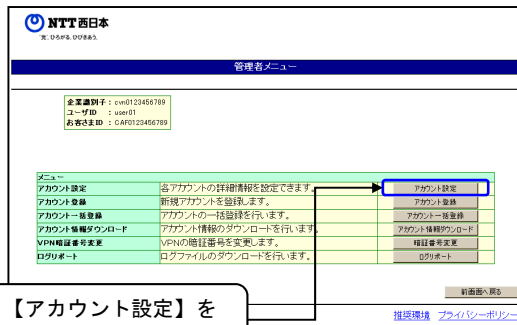 NTT西日本
光、ひろがる。ひびきあう。
管理者メニュー
企業識別子：cvn0123456789
ユーザID ：user01
お客さまID：CAF0123456789
メニュー
アカウント設定 各アカウントの詳細情報を設定できます。 アカウント設定
アカウント登録 新規アカウントを登録します。 アカウント登録
アカウント一括登録 アカウントの一括登録を行います。 アカウント一括登録
アカウント情報ダウンロード アカウント情報のダウンロードを行います。 アカウント情報ダウンロード
VPN暗証番号変更 VPNの暗証番号を変更します。 暗証番号変更
ログリポート ログファイルのダウンロードを行います。 ログリポート
前画面へ戻る
【アカウント設定】を
推奨環境 プライバシーポリシー